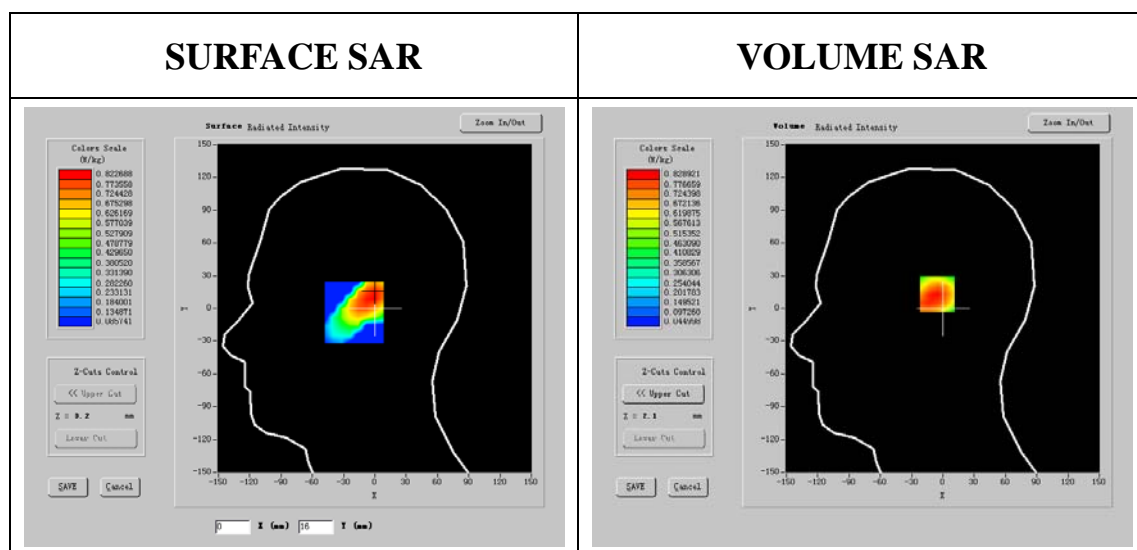 SURFACE SAR
VOLUME SAR
Surface Radiated Intensity
Zoom In/Out
Colors Scale
(W/kg)
0.822688
0.773558
0.724428
0.675298
0.626169
0.577039
0.527909
0.478779
0.429650
0.380520
0.331390
0.282260
0.233131
0.184001
0.134871
0.085741
150
120
90
60
30
0
-30
-60
-90
-120
-150
Y
-150 -120 -90 -60 -30 0 30 60 90 120 150
X
Z-Cuts Control
<< Upper Cut
Lower Cut
SAVE
Cancel
0 X (mm) 16 Y (mm)
Volume Radiated Intensity
Zoom In/Out
Colors Scale
(W/kg)
0.828921
0.776659
0.724398
0.672136
0.619875
0.567613
0.515352
0.463090
0.410829
0.358567
0.306306
0.254044
0.201783
0.149521
0.097260
0.044998
150
120
90
60
30
0
-30
-60
-90
-120
-150
Y
-150 -120 -90 -60 -30 0 30 60 90 120 150
X
Z-Cuts Control
<< Upper Cut
Z = 2.1 mm
Lower Cut
SAVE
Cancel